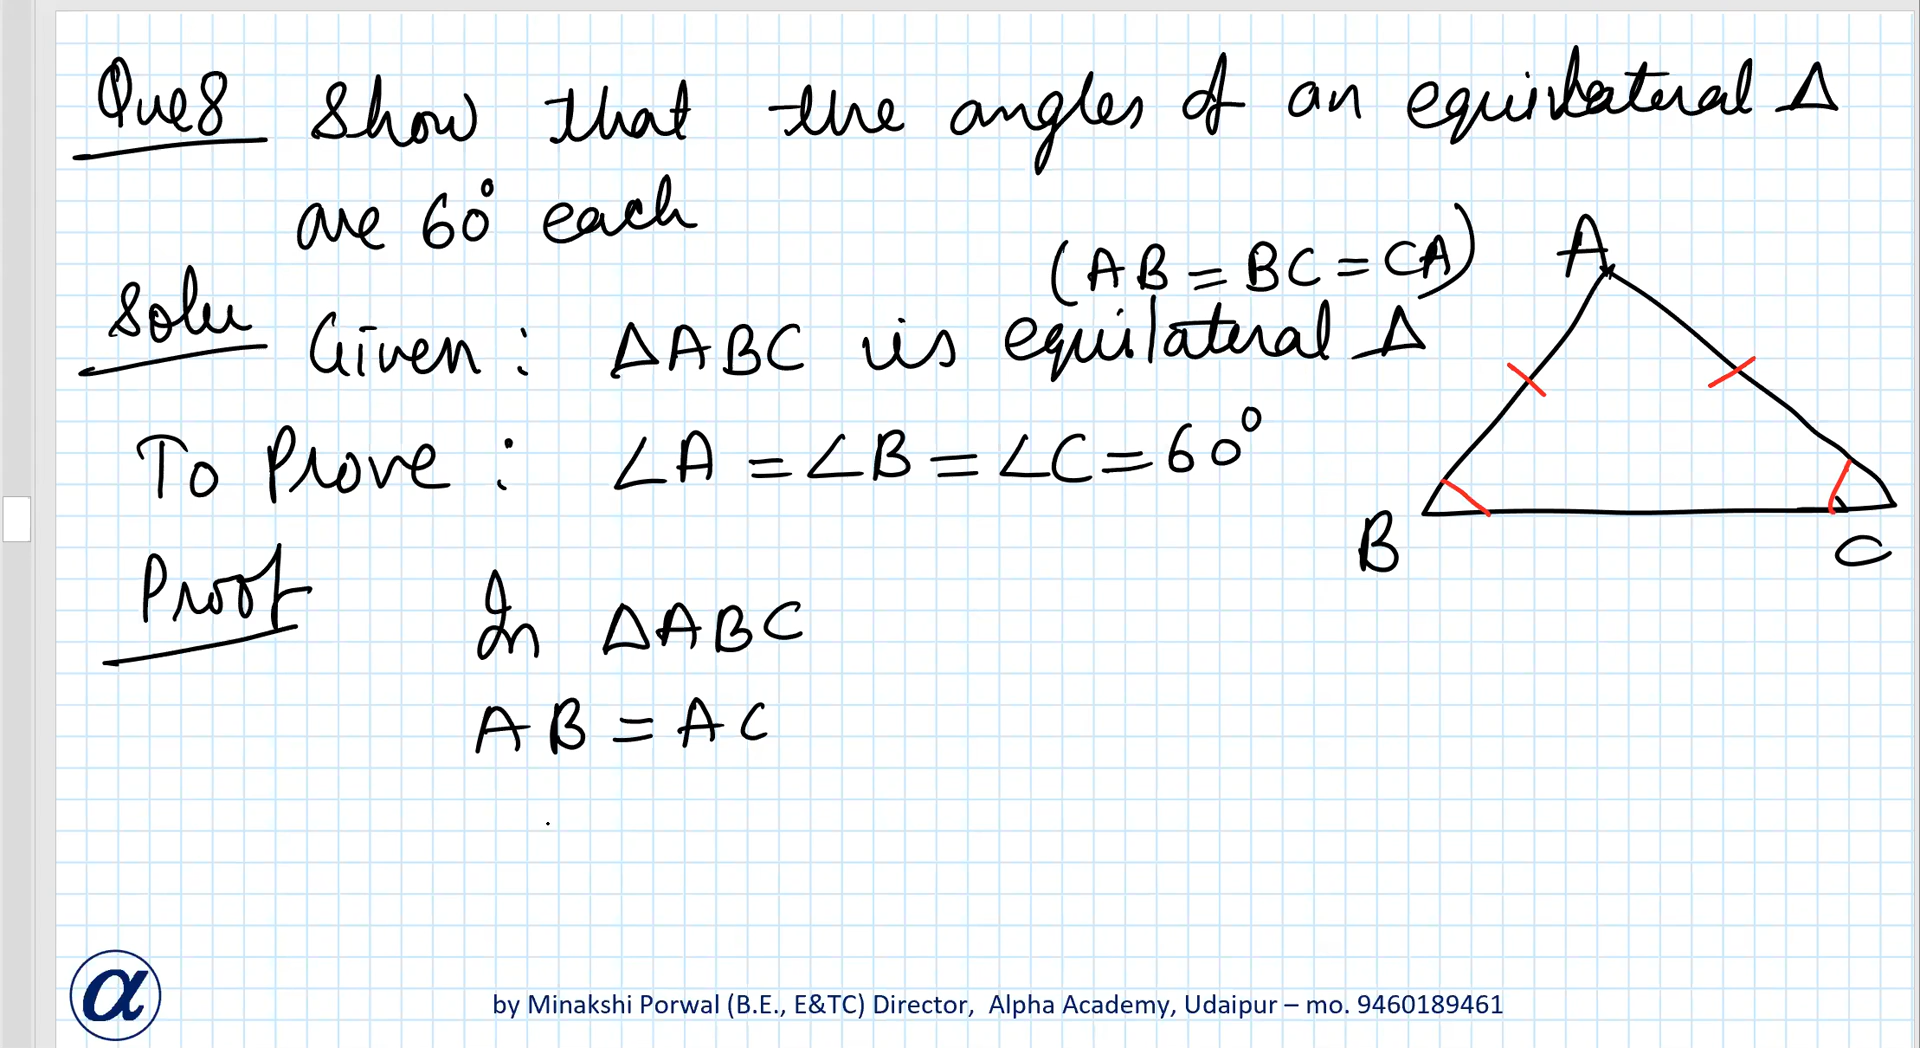 Que8 Show that the angles of an equilateral Δ
are 60° each
(AB = BC = CA)
Solu Given : ΔABC is equilateral Δ
To Prove : ∠A = ∠B = ∠C = 60°
Proof In ΔABC
AB = AC
A
B
C
α
by Minakshi Porwal (B.E., E&TC) Director, Alpha Academy, Udaipur – mo. 9460189461